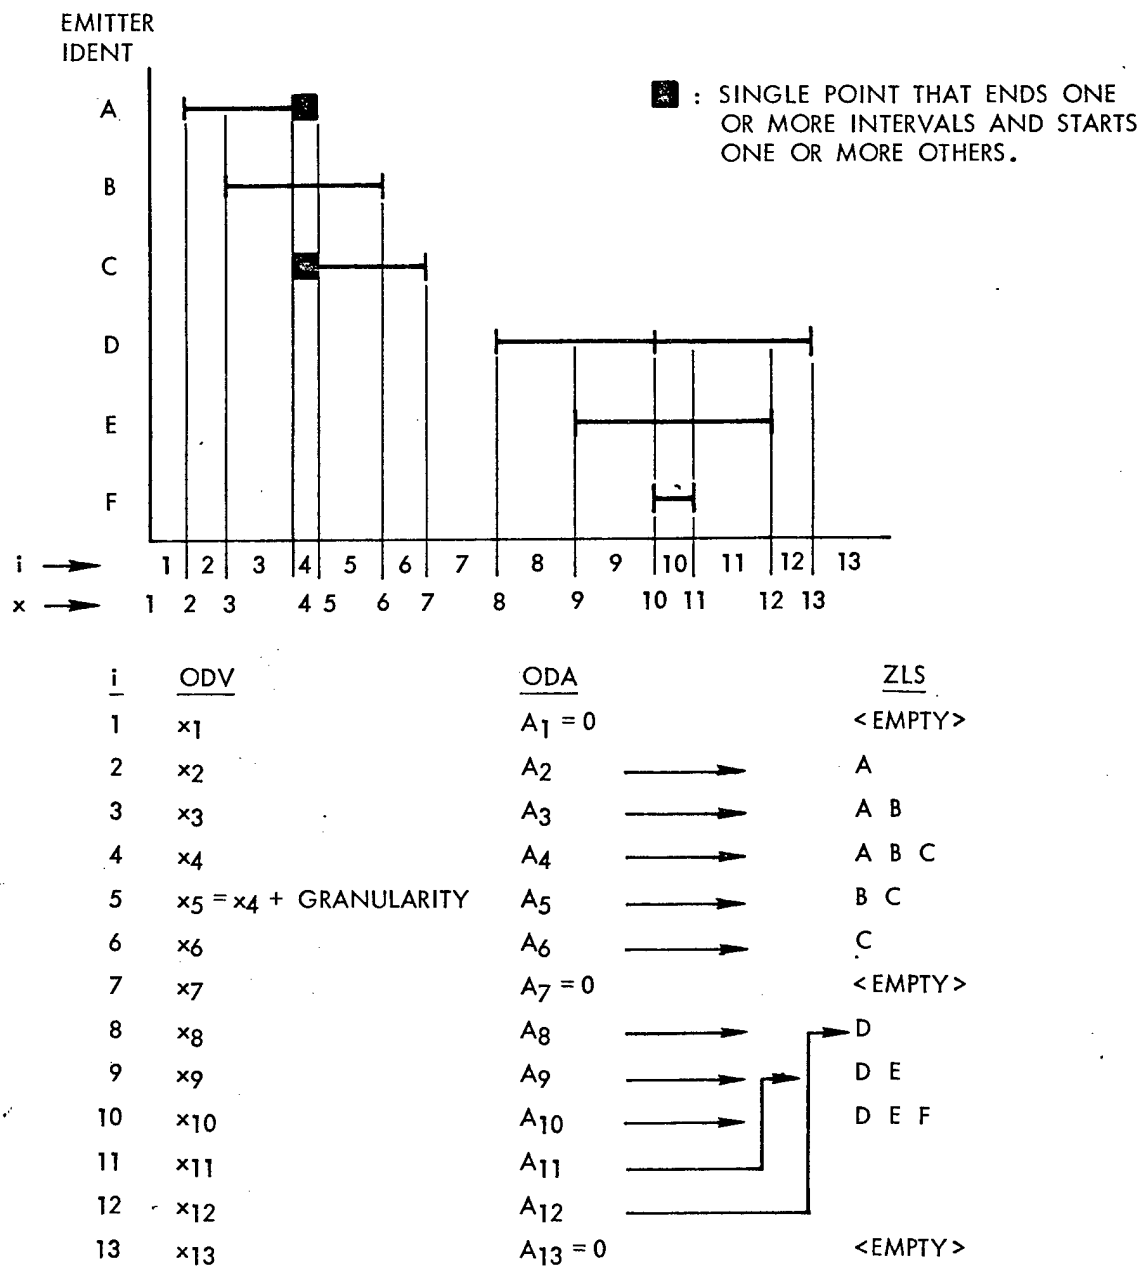 EMITTER
IDENT
A
: SINGLE POINT THAT ENDS ONE
OR MORE INTERVALS AND STARTS
ONE OR MORE OTHERS.
B
C
D
E
F
i 1 2 3 4 5 6 7 8 9 10 11 12 13
x 1 2 3 4 5 6 7 8 9 10 11 12 13
i ODV ODA ZLS
1 x1 A1 = 0 <EMPTY>
2 x2 A2 A
3 x3 A3 A B
4 x4 A4 A B C
5 x5 = x4 + GRANULARITY A5 B C
6 x6 A6 C
7 x7 A7 = 0 <EMPTY>
8 x8 A8 D
9 x9 A9 D E
10 x10 A10 D E F
11 x11 A11
12 x12 A12
13 x13 A13 = 0 <EMPTY>